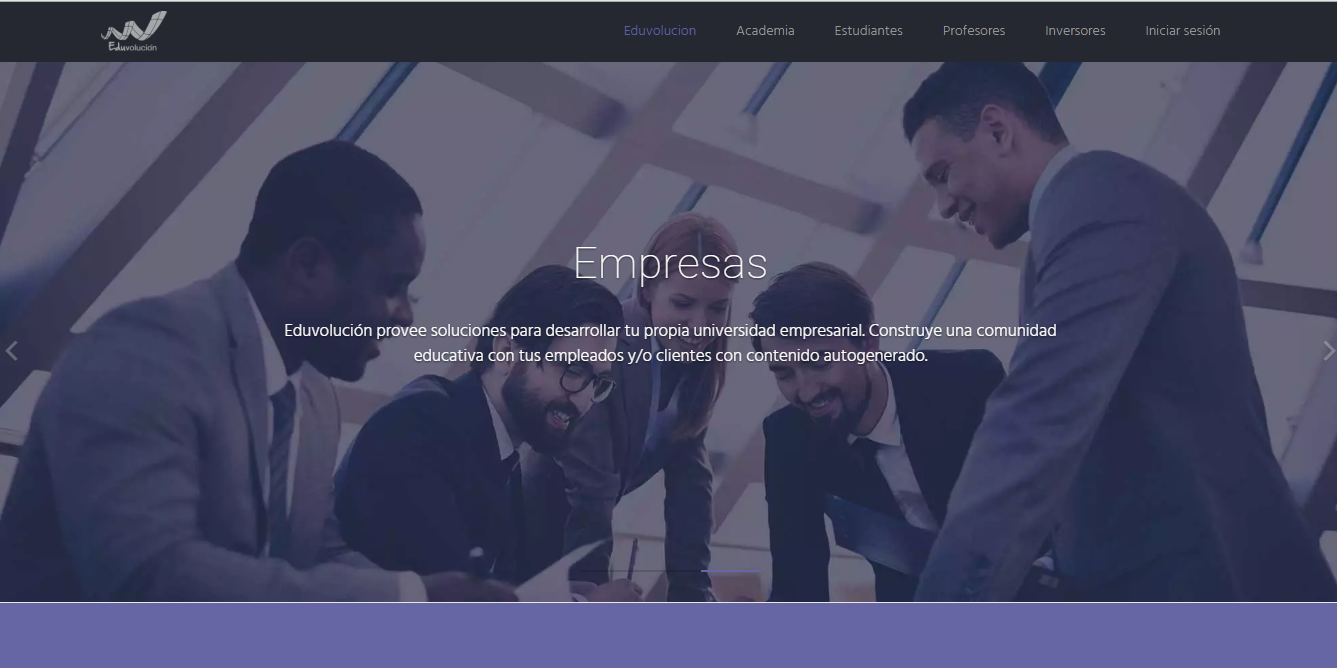 Eduvolución
Eduvolucion Academia Estudiantes Profesores Inversores Iniciar sesión
Empresas
Eduvolución provee soluciones para desarrollar tu propia universidad empresarial. Construye una comunidad
educativa con tus empleados y/o clientes con contenido autogenerado.